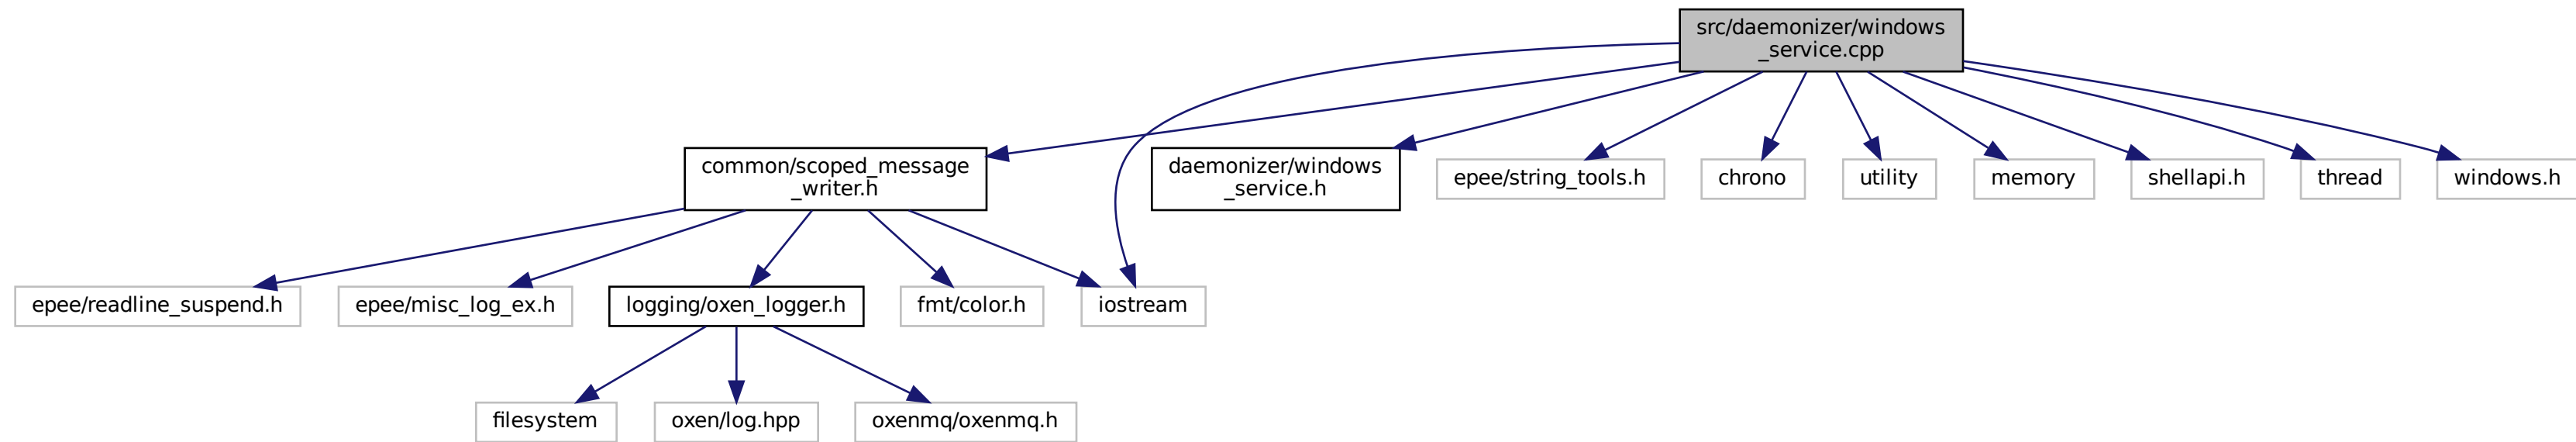 src/daemonizer/windows
_service.cpp
common/scoped_message
_writer.h
daemonizer/windows
_service.h
epee/string_tools.h
chrono
utility
memory
shellapi.h
thread
windows.h
epee/readline_suspend.h
epee/misc_log_ex.h
logging/oxen_logger.h
fmt/color.h
iostream
filesystem
oxen/log.hpp
oxenmq/oxenmq.h